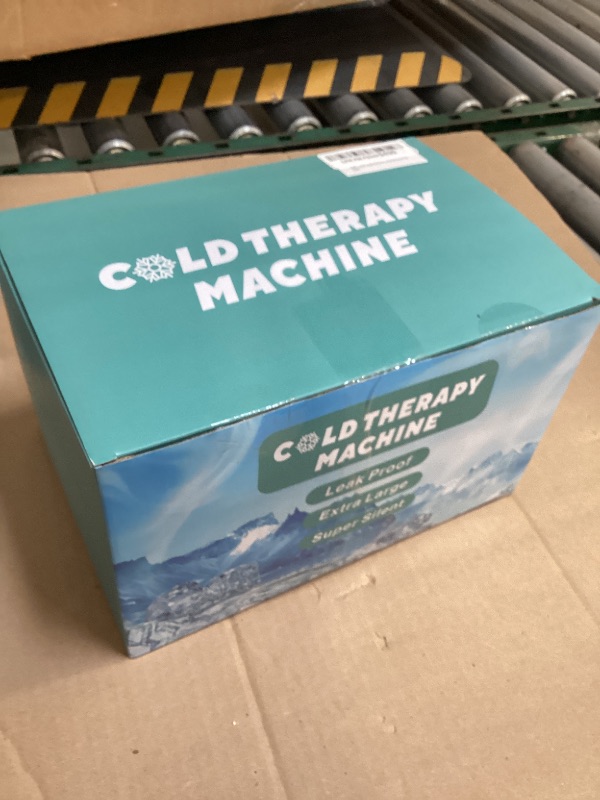 COLD THERAPY
MACHINE
COLD THERAPY
MACHINE
Leak Proof
Extra Large
Super Silent